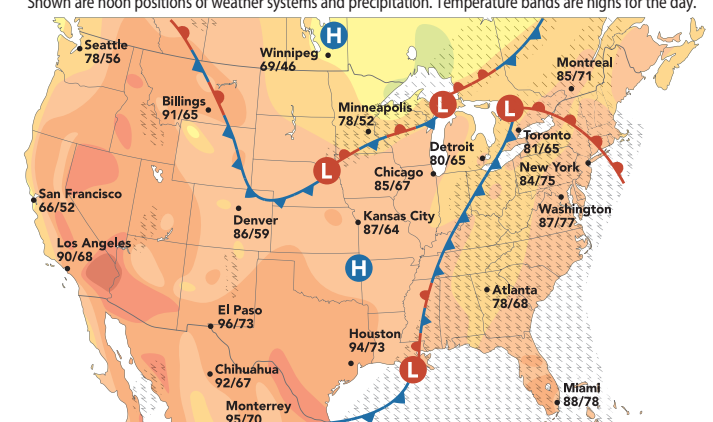 Shown are noon positions of weather systems and precipitation. Temperature bands are highs for the day.
H
Seattle
78/56
Winnipeg
69/46
Montreal
85/71
Billings
91/65
Minneapolis
78/52
L
L
Toronto
81/65
Detroit
80/65
New York
84/75
L
Chicago
85/67
San Francisco
66/52
Denver
86/59
Kansas City
87/64
Washington
87/77
Los Angeles
90/68
H
Atlanta
78/68
El Paso
96/73
Houston
94/73
L
Chihuahua
92/67
Miami
88/78
Monterrey
95/70